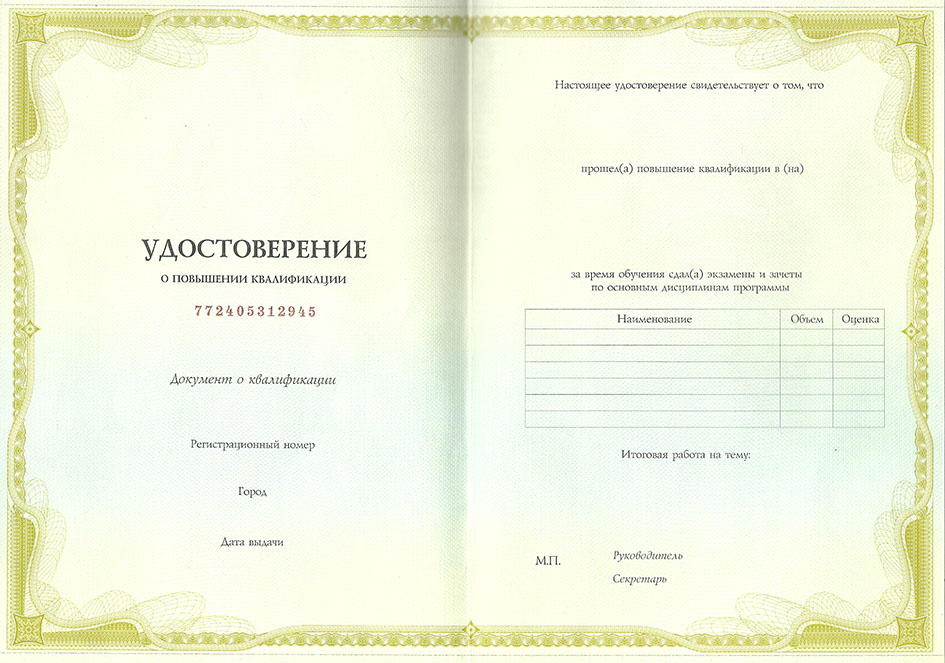 УДОСТОВЕРЕНИЕ
О ПОВЫШЕНИИ КВАЛИФИКАЦИИ
772405312945
Документ о квалификации
Регистрационный номер
Город
Дата выдачи
Настоящее удостоверение свидетельствует о том, что
прошел(а) повышение квалификации в (на)
за время обучения сдал(а) экзамены и зачеты
по основным дисциплинам программы
Наименование Объем Оценка
Итоговая работа на тему:
М.П. Руководитель
Секретарь